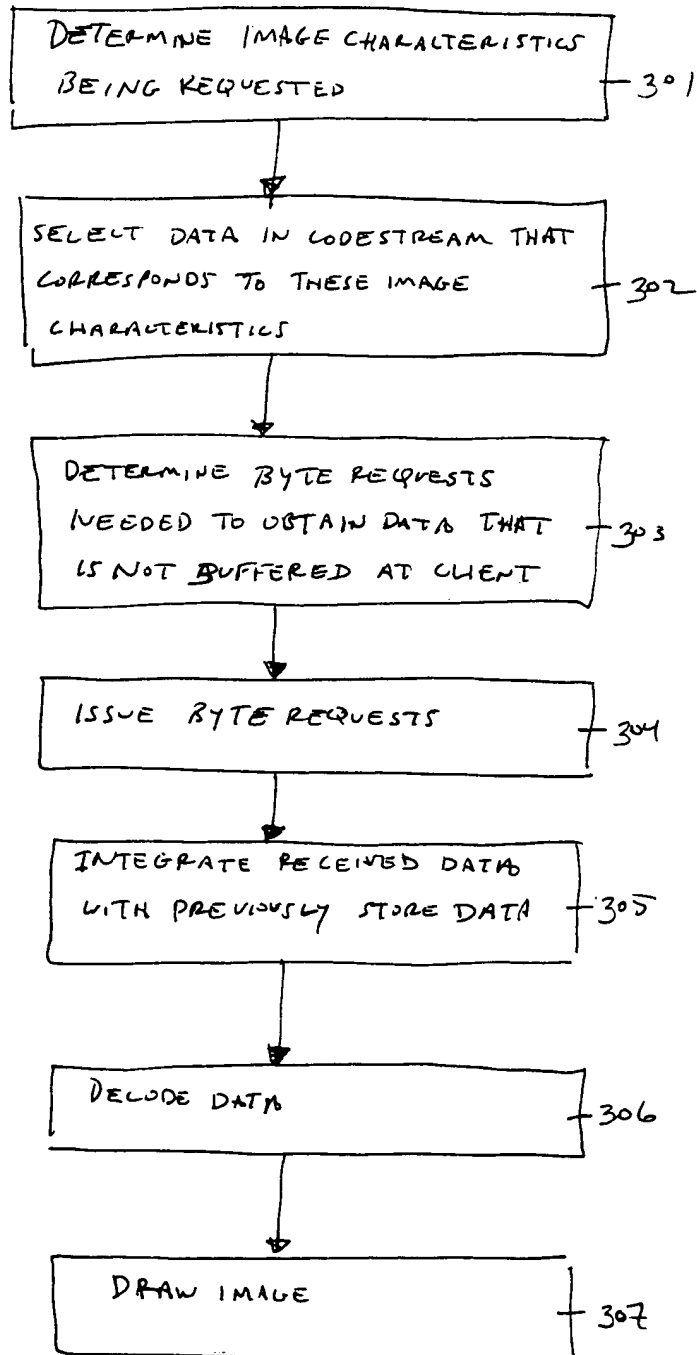 DETERMINE IMAGE CHARACTERISTICS
BEING REQUESTED
301
SELECT DATA IN CODESTREAM THAT
CORRESPONDS TO THESE IMAGE
CHARACTERISTICS
302
DETERMINE BYTE REQUESTS
NEEDED TO OBTAIN DATA THAT
IS NOT BUFFERED AT CLIENT
303
ISSUE BYTE REQUESTS
304
INTEGRATE RECEIVED DATA
WITH PREVIOUSLY STORE DATA
305
DECODE DATA
306
DRAW IMAGE
307